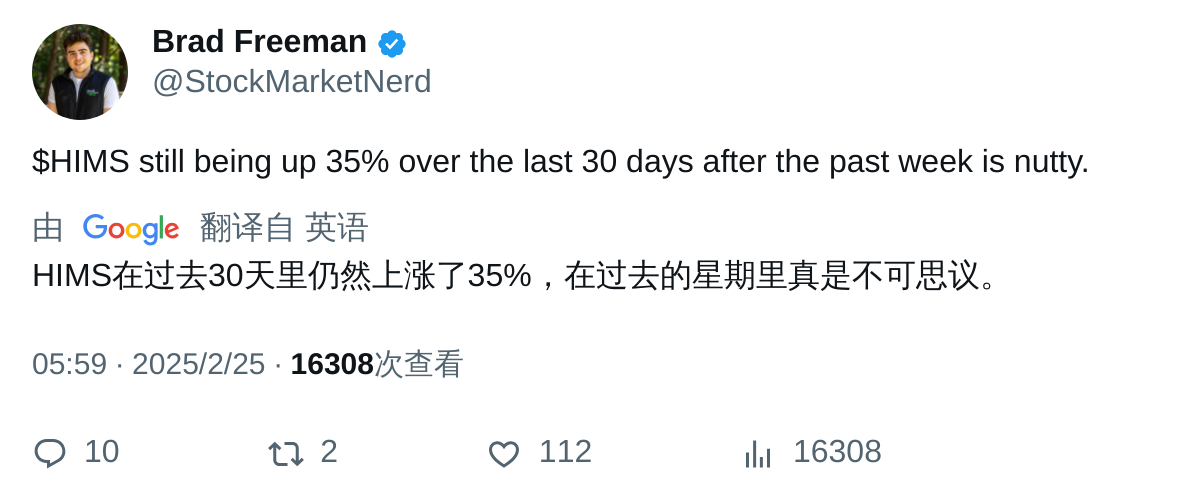 Brad Freeman
@StockMarketNerd
$HIMS still being up 35% over the last 30 days after the past week is nutty.
由 Google 翻译自 英语
HIMS在过去30天里仍然上涨了35%，在过去的星期里真是不可思议。
05:59 · 2025/2/25 · 16308次查看
10 2 112 16308